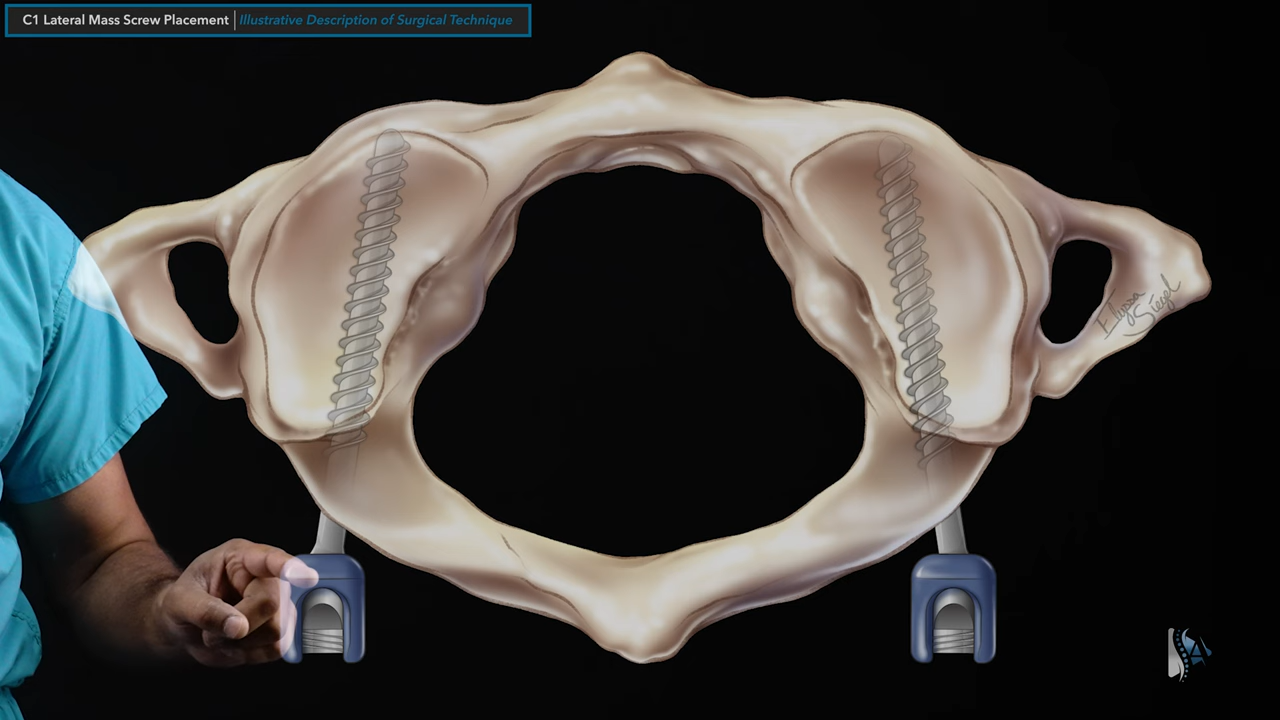 C1 Lateral Mass Screw Placement | Illustrative Description of Surgical Technique
Elyssa
Siegel